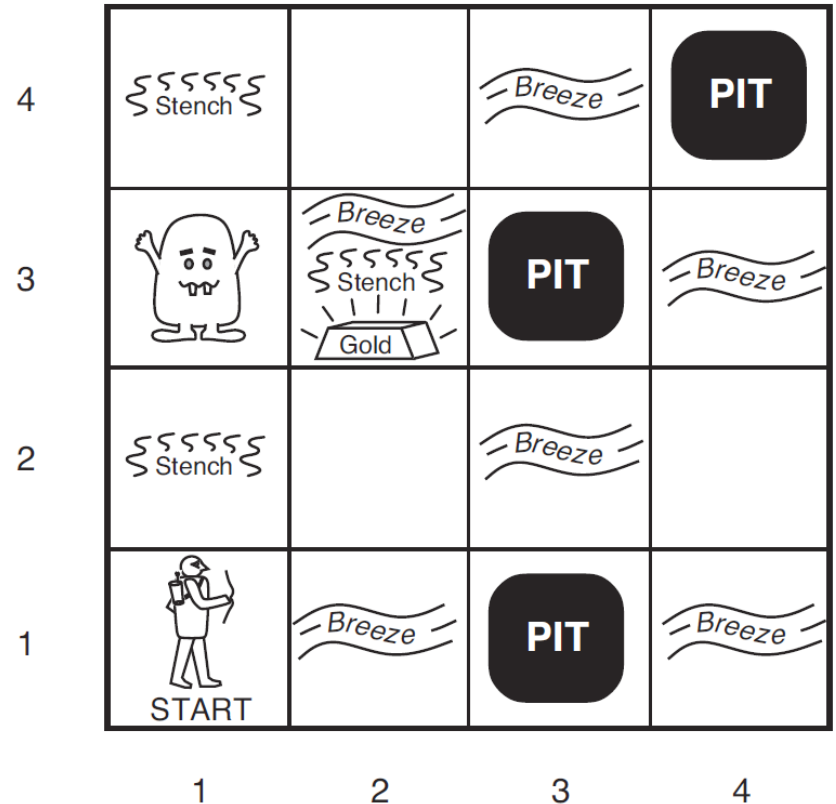 4
Stench
Breeze
PIT
3
Breeze
Stench
Gold
PIT
Breeze
2
Stench
Breeze
1
START
Breeze
PIT
Breeze
1 2 3 4